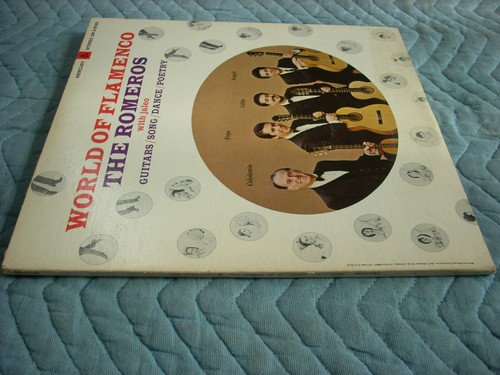 WORLD OF FLAMENCO
THE ROMEROS
with jaleo
GUITARS/SONG/DANCE/POETRY
Angel
Celin
Pepe
Celedonio